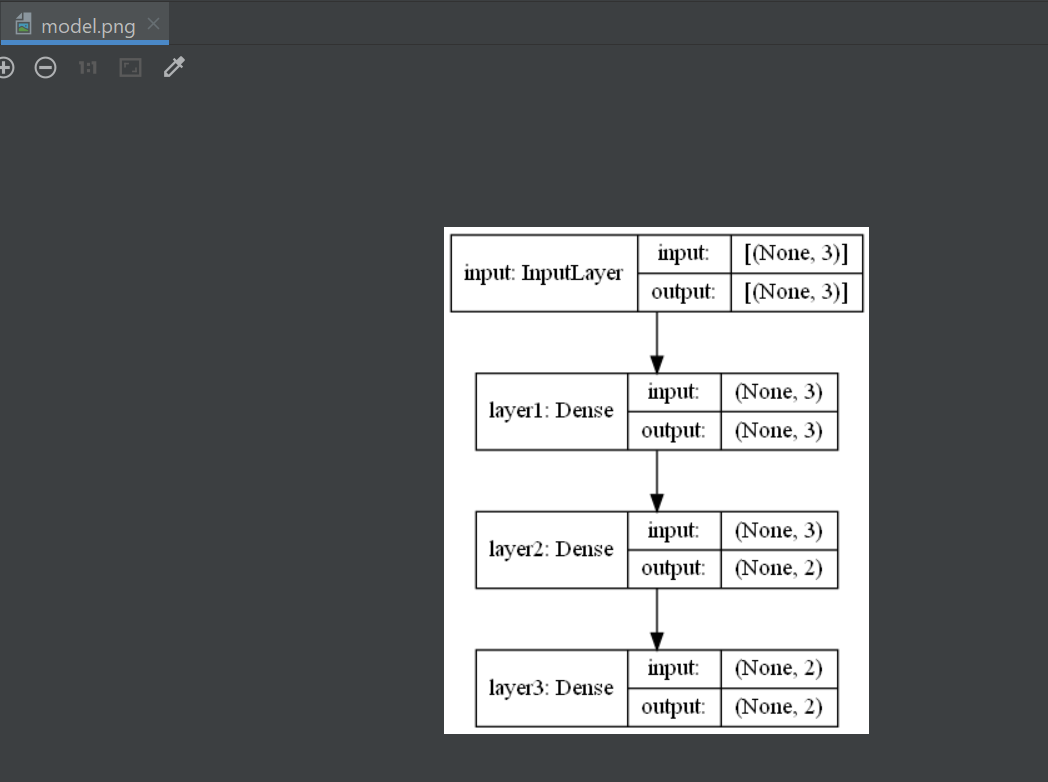 model.png
1:1
input: InputLayer
input: [(None, 3)]
output: [(None, 3)]
layer1: Dense
input: (None, 3)
output: (None, 3)
layer2: Dense
input: (None, 3)
output: (None, 2)
layer3: Dense
input: (None, 2)
output: (None, 2)